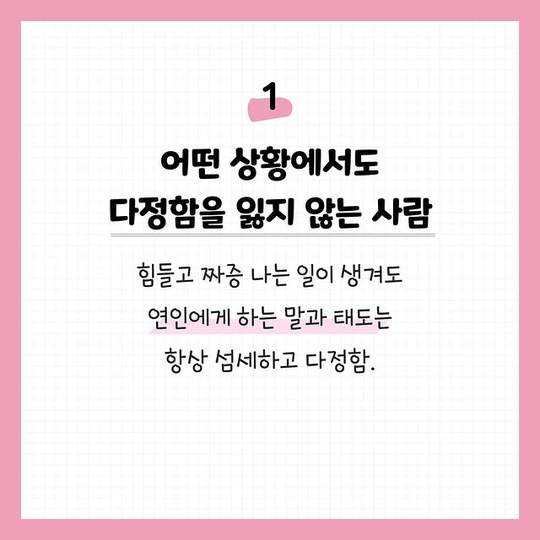 1
어떤 상황에서도
다정함을 잃지 않는 사람
힘들고 짜증 나는 일이 생겨도
연인에게 하는 말과 태도는
항상 섬세하고 다정함.